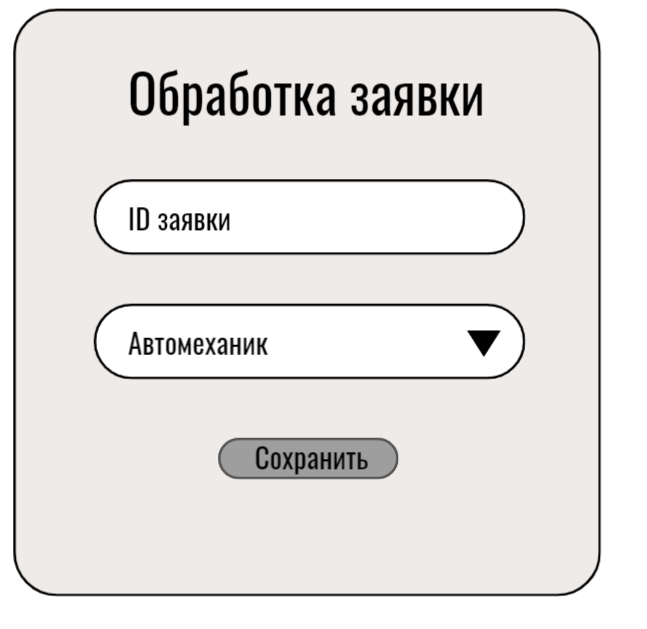 Обработка заявки
ID заявки
Автомеханик
Сохранить